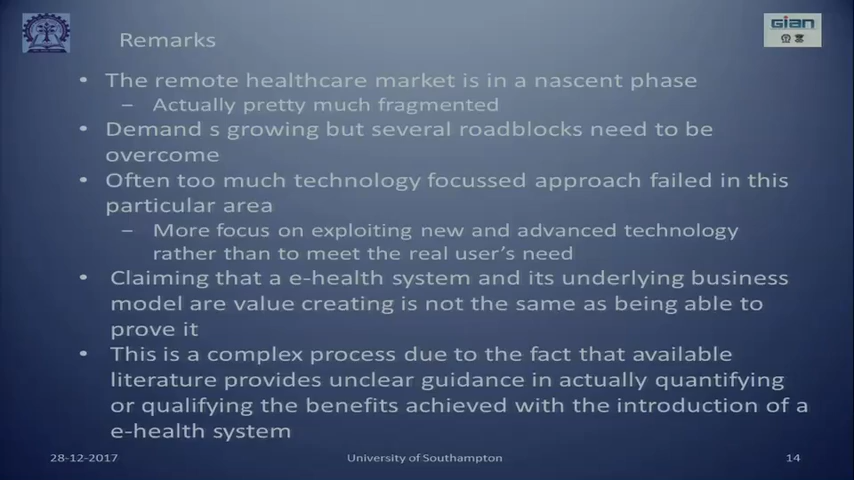 Remarks
GIAN
• The remote healthcare market is in a nascent phase
– Actually pretty much fragmented
• Demand s growing but several roadblocks need to be
overcome
• Often too much technology focussed approach failed in this
particular area
– More focus on exploiting new and advanced technology
rather than to meet the real user's need
• Claiming that a e-health system and its underlying business
model are value creating is not the same as being able to
prove it
• This is a complex process due to the fact that available
literature provides unclear guidance in actually quantifying
or qualifying the benefits achieved with the introduction of a
e-health system
28-12-2017 University of Southampton 14